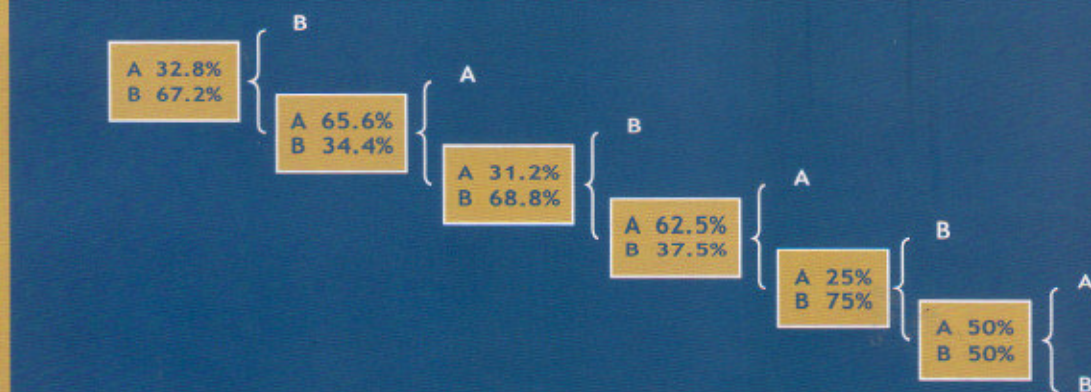 B
A 32.8%
B 67.2%
A
A 65.6%
B 34.4%
B
A 31.2%
B 68.8%
A
A 62.5%
B 37.5%
B
A 25%
B 75%
A
A 50%
B 50%
B